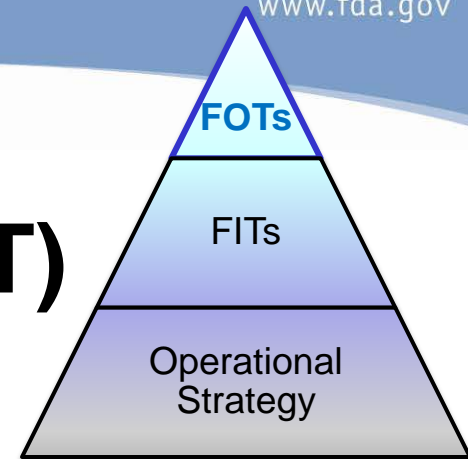 www.fda.gov
FOTs
T)
FITs
Operational
Strategy